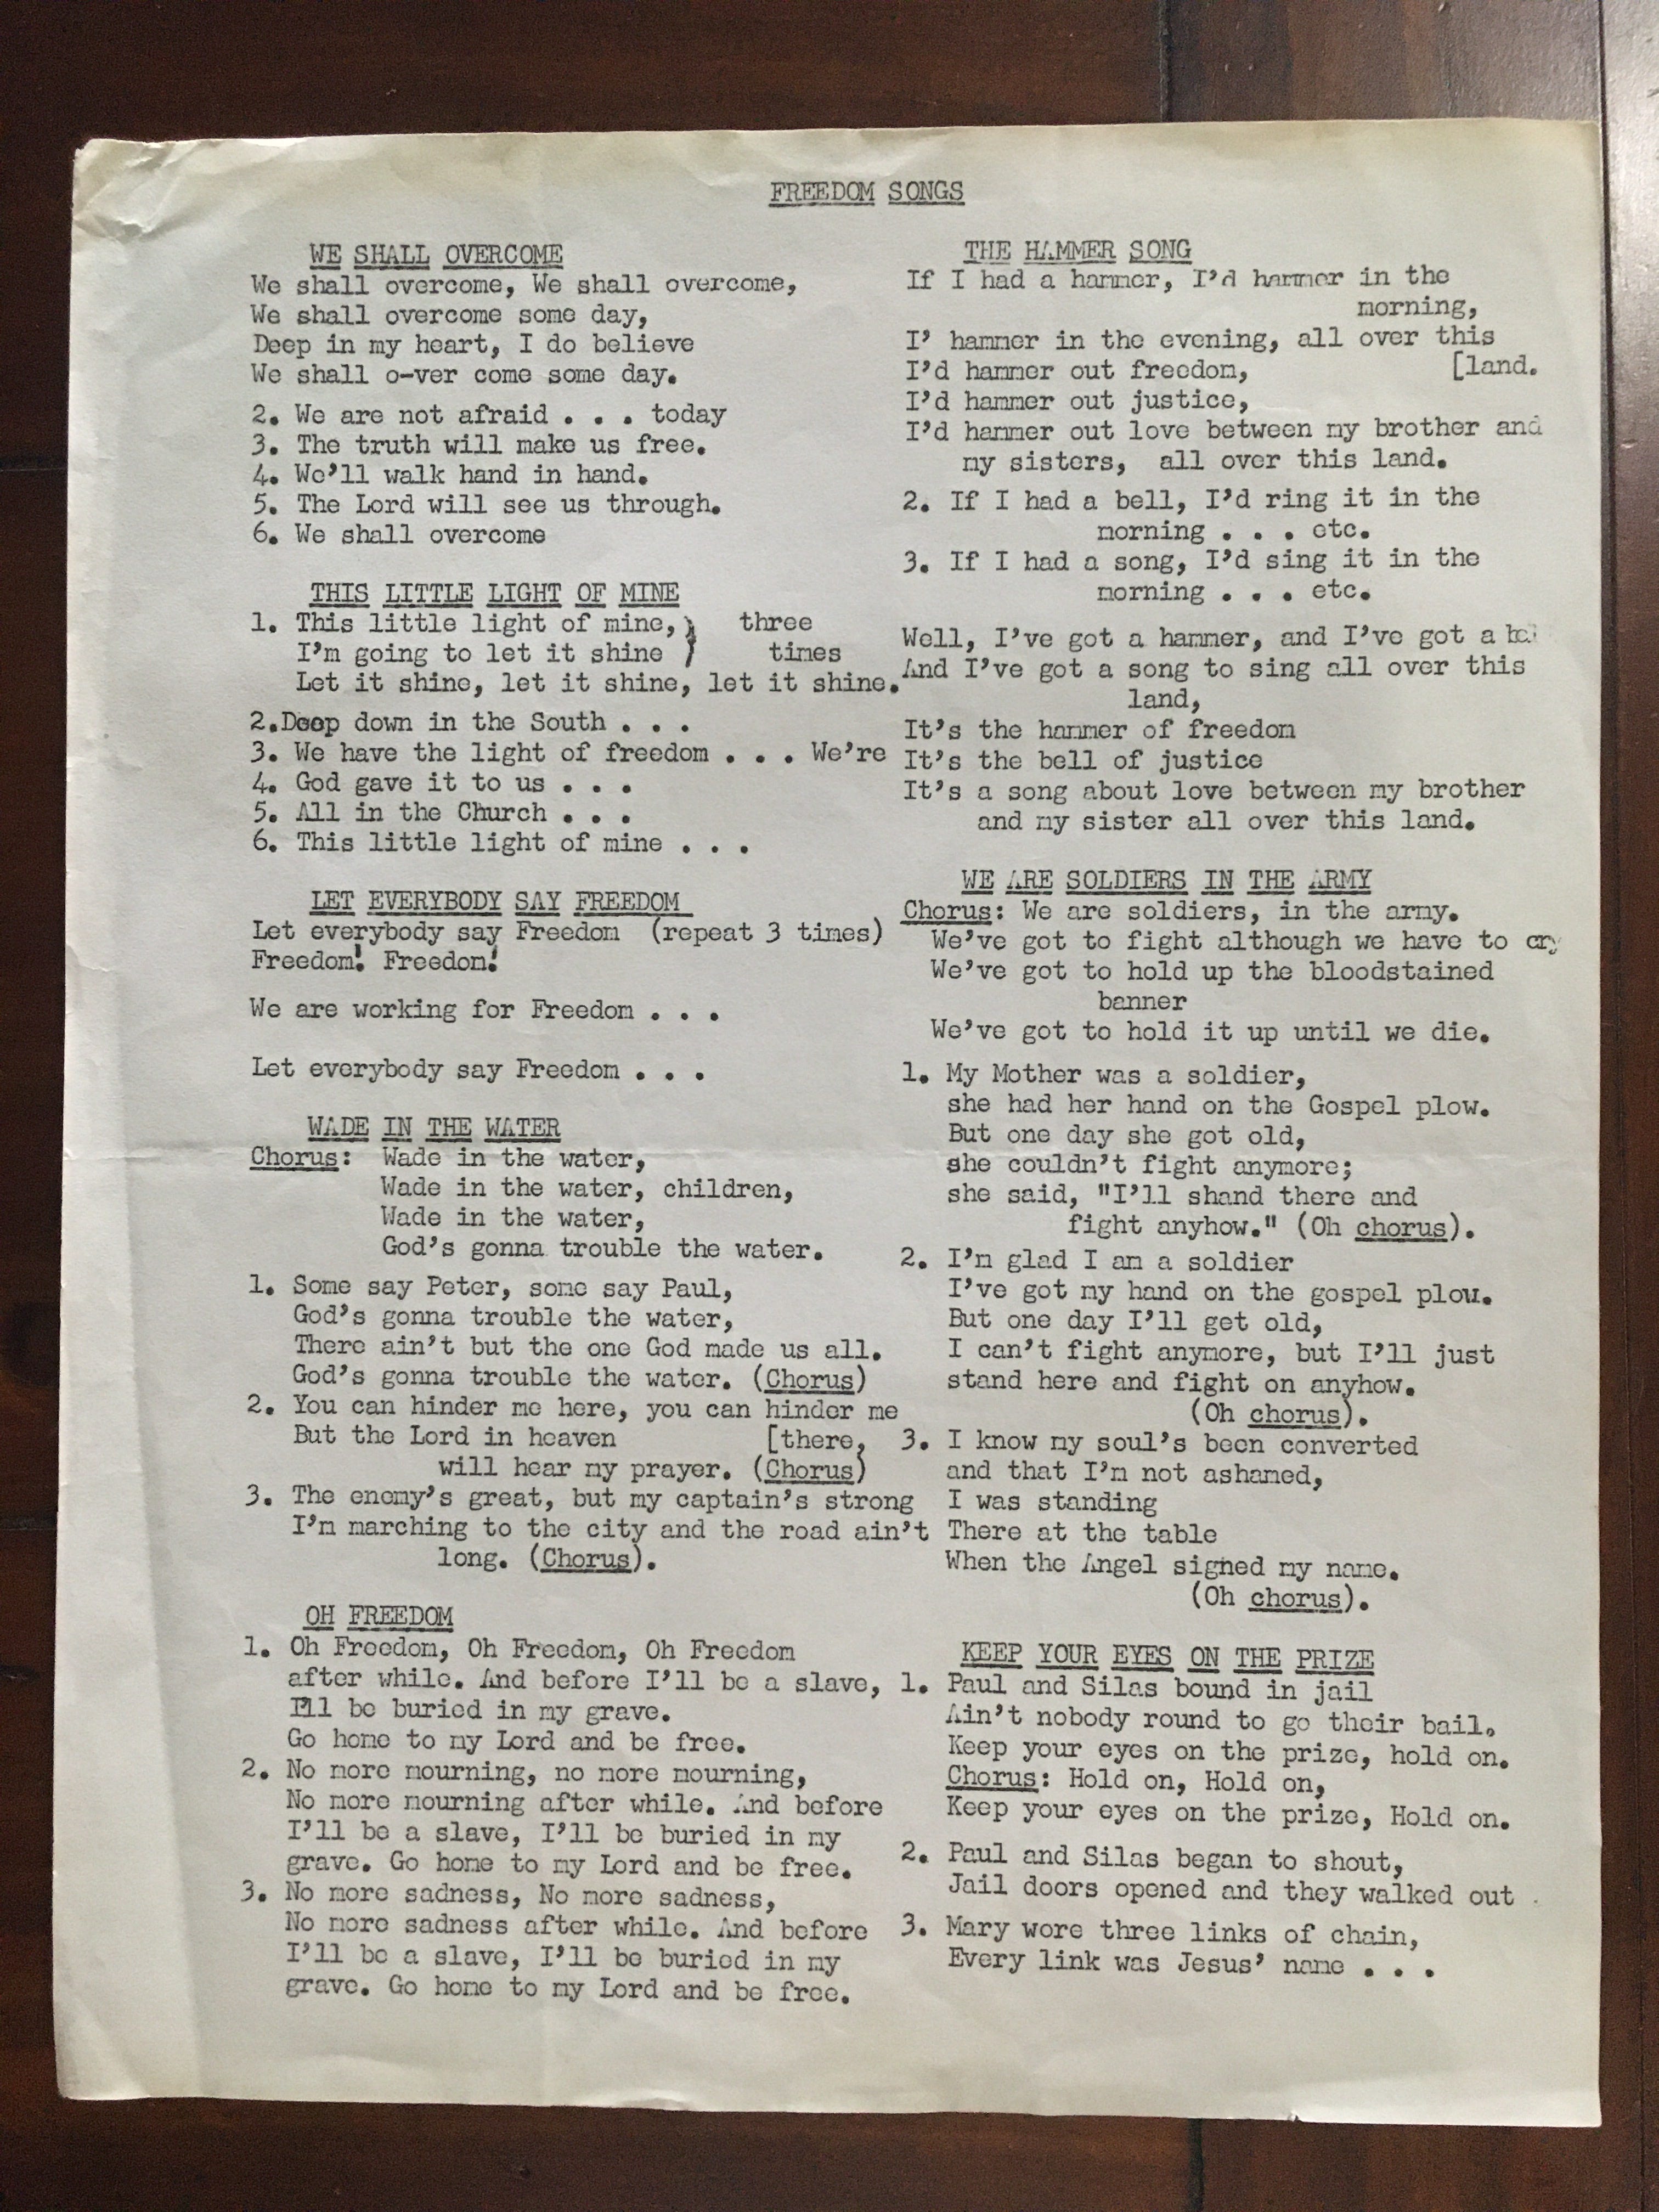 FREEDOM SONGS
WE SHALL OVERCOME
We shall overcome, We shall overcome,
We shall overcome some day,
Deep in my heart, I do believe
We shall o-ver come some day.
2. We are not afraid . . . today
3. The truth will make us free.
4. We'll walk hand in hand.
5. The Lord will see us through.
6. We shall overcome
THIS LITTLE LIGHT OF MINE
1. This little light of mine,} three
I'm going to let it shine } times
Let it shine, let it shine, let it shine.
2.Deep down in the South . . .
3. We have the light of freedom . . . We're
4. God gave it to us . . .
5. All in the Church . . .
6. This little light of mine . . .
LET EVERYBODY SAY FREEDOM
Let everybody say Freedom (repeat 3 times)
Freedom! Freedom!
We are working for Freedom . . .
Let everybody say Freedom . . .
WADE IN THE WATER
Chorus: Wade in the water,
Wade in the water, children,
Wade in the water,
God's gonna trouble the water.
1. Some say Peter, some say Paul,
God's gonna trouble the water,
There ain't but the one God made us all.
God's gonna trouble the water. (Chorus)
2. You can hinder me here, you can hinder me
But the Lord in heaven [there,
will hear my prayer. (Chorus)
3. The enemy's great, but my captain's strong
I'm marching to the city and the road ain't
long. (Chorus).
OH FREEDOM
1. Oh Freedom, Oh Freedom, Oh Freedom
after while. And before I'll be a slave,
I'll be buried in my grave.
Go home to my Lord and be free.
2. No more mourning, no more mourning,
No more mourning after while. And before
I'll be a slave, I'll be buried in my
grave. Go home to my Lord and be free.
3. No more sadness, No more sadness,
No more sadness after while. And before
I'll be a slave, I'll be buried in my
grave. Go home to my Lord and be free.
THE HAMMER SONG
If I had a hammer, I'd hammer in the
morning,
I' hammer in the evening, all over this
I'd hammer out freedom, [land.
I'd hammer out justice,
I'd hammer out love between my brother and
my sisters, all over this land.
2. If I had a bell, I'd ring it in the
morning . . . etc.
3. If I had a song, I'd sing it in the
morning . . . etc.
Well, I've got a hammer, and I've got a
And I've got a song to sing all over this
land,
It's the hammer of freedom
It's the bell of justice
It's a song about love between my brother
and my sister all over this land.
WE ARE SOLDIERS IN THE ARMY
Chorus: We are soldiers, in the army.
We've got to fight although we have to cry
We've got to hold up the bloodstained
banner
We've got to hold it up until we die.
1. My Mother was a soldier,
she had her hand on the Gospel plow.
But one day she got old,
she couldn't fight anymore;
she said, "I'll shand there and
fight anyhow." (Oh chorus).
2. I'm glad I am a soldier
I've got my hand on the gospel plow.
But one day I'll get old,
I can't fight anymore, but I'll just
stand here and fight on anyhow.
(Oh chorus).
3. I know my soul's been converted
and that I'm not ashamed,
I was standing
There at the table
When the Angel signed my name.
(Oh chorus).
KEEP YOUR EYES ON THE PRIZE
1. Paul and Silas bound in jail
Ain't nobody round to go their bail.
Keep your eyes on the prize, hold on.
Chorus: Hold on, Hold on,
Keep your eyes on the prize, Hold on.
2. Paul and Silas began to shout,
Jail doors opened and they walked out .
3. Mary wore three links of chain,
Every link was Jesus' name . . .